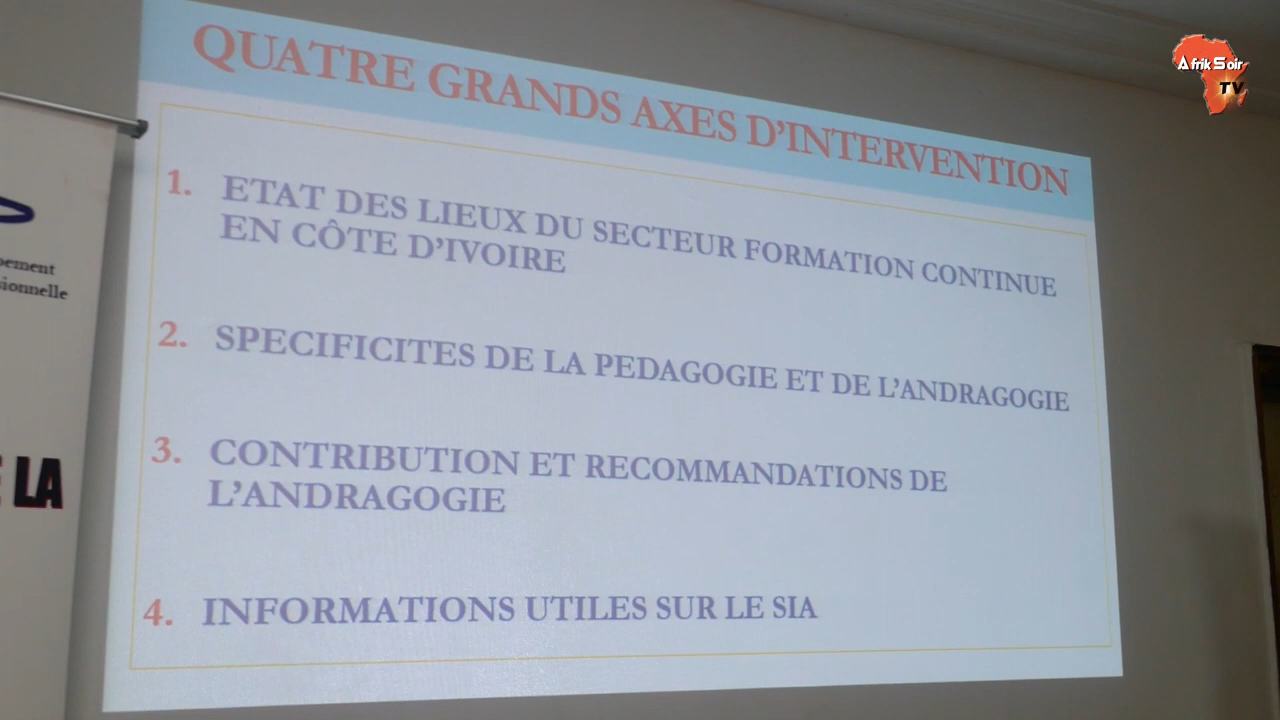 QUATRE GRANDS AXES D'INTERVENTION
1. ETAT DES LIEUX DU SECTEUR FORMATION CONTINUE
EN CÔTE D'IVOIRE
2. SPECIFICITES DE LA PEDAGOGIE ET DE L'ANDRAGOGIE
3. CONTRIBUTION ET RECOMMANDATIONS DE
L'ANDRAGOGIE
4. INFORMATIONS UTILES SUR LE SIA
LA
AfrikSoir
TV